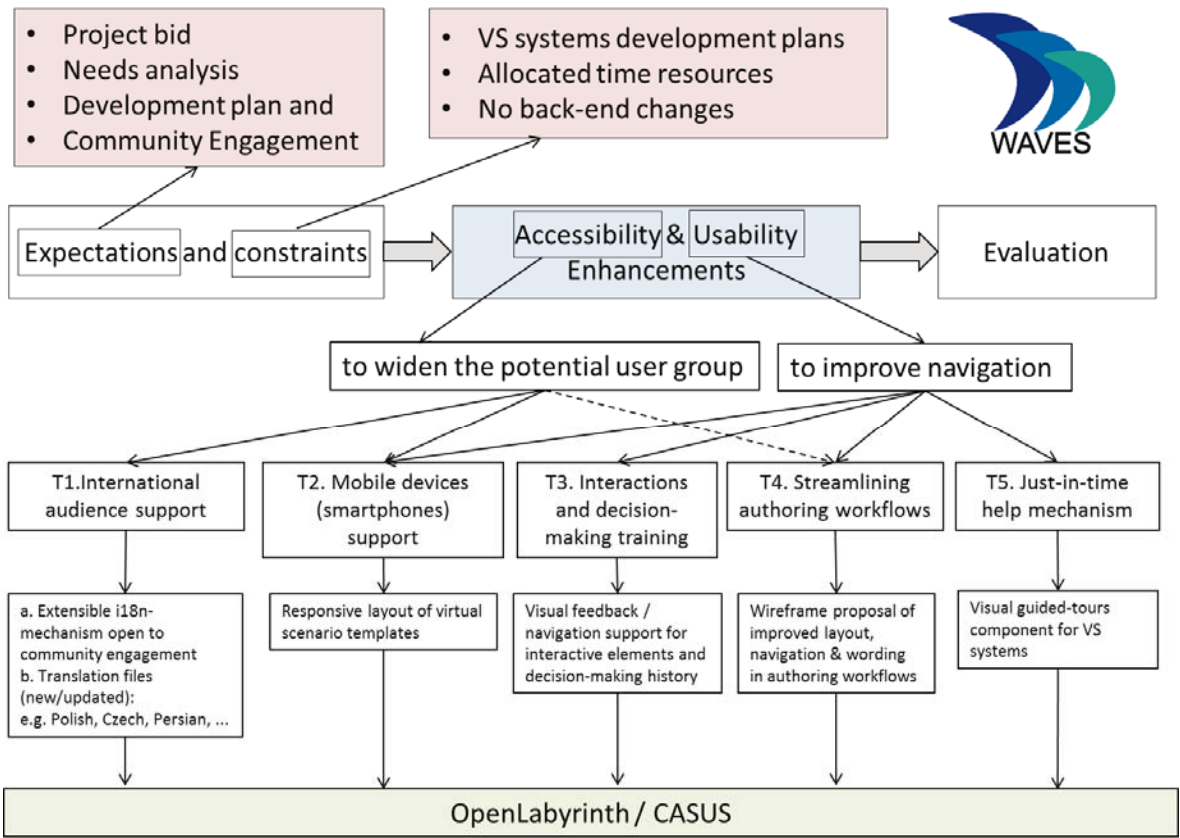 • Project bid
• Needs analysis
• Development plan and
• Community Engagement
• VS systems development plans
• Allocated time resources
• No back-end changes
WAVES
Expectations and constraints
Accessibility & Usability
Enhancements
Evaluation
to widen the potential user group
to improve navigation
T1.International
audience support
T2. Mobile devices
(smartphones)
support
T3. Interactions
and decision-
making training
T4. Streamlining
authoring workflows
T5. Just-in-time
help mechanism
a. Extensible i18n-
mechanism open to
community engagement
b. Translation files
(new/updated):
e.g. Polish, Czech, Persian, ...
Responsive layout of virtual
scenario templates
Visual feedback /
navigation support for
interactive elements and
decision-making history
Wireframe proposal of
improved layout,
navigation & wording
in authoring workflows
Visual guided-tours
component for VS
systems
OpenLabyrinth / CASUS